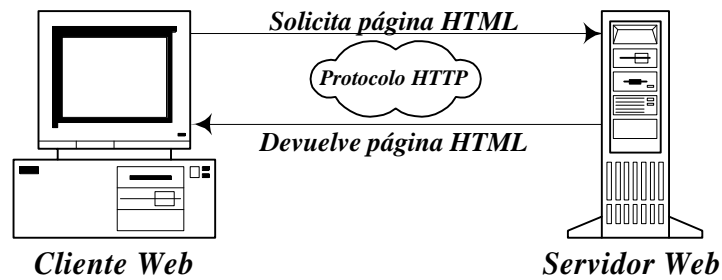 Solicita página HTML
Protocolo HTTP
Devuelve página HTML
Cliente Web
Servidor Web